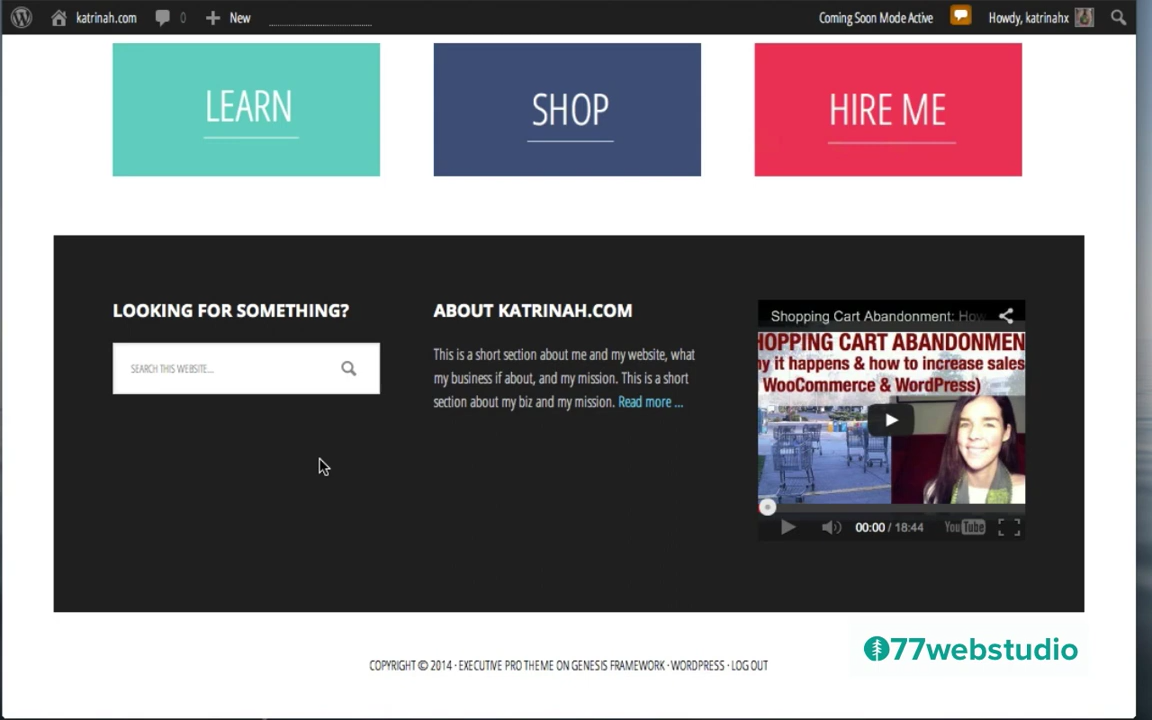 katrinah.com 0 New Coming Soon Mode Active Howdy, katrinahx
LEARN SHOP HIRE ME
LOOKING FOR SOMETHING?
SEARCH THIS WEBSITE...
ABOUT KATRINAH.COM
This is a short section about me and my website, what
my business if about, and my mission. This is a short
section about my biz and my mission. Read more ...
Shopping Cart Abandonment: How
HOPPING CART ABANDONMEN
hy it happens & how to increase sales
WooCommerce & WordPress)
00:00 / 18:44 YouTube
77webstudio
COPYRIGHT © 2014 · EXECUTIVE PRO THEME ON GENESIS FRAMEWORK · WORDPRESS · LOG OUT